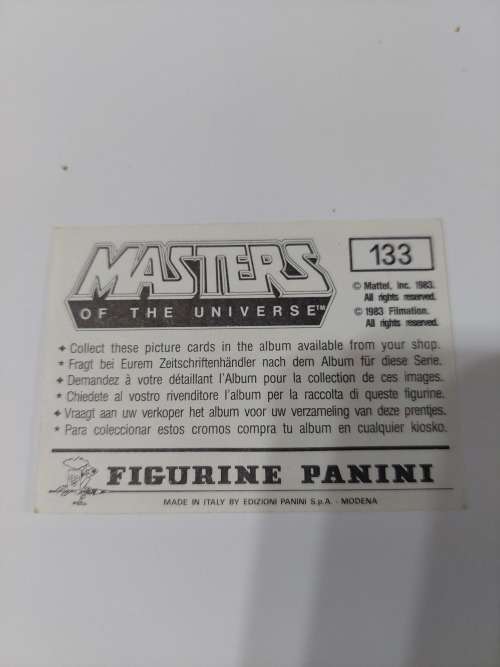 MASTERS
OF THE UNIVERSE™
133
© Mattel, Inc. 1983.
All rights reserved.
© 1983 Filmation.
All rights reserved.
✦ Collect these picture cards in the album available from your shop.
* Fragt bei Eurem Zeitschriftenhändler nach dem Album für diese Serie.
✦ Demandez à votre détaillant l'Album pour la collection de ces images.
* Chiedete al vostro rivenditore l'album per la raccolta di queste figurine.
✦ Vraagt aan uw verkoper het album voor uw verzameling van deze prentjes.
* Para coleccionar estos cromos compra tu album en cualquier kiosko.
FIGURINE PANINI
MADE IN ITALY BY EDIZIONI PANINI S.p.A. - MODENA